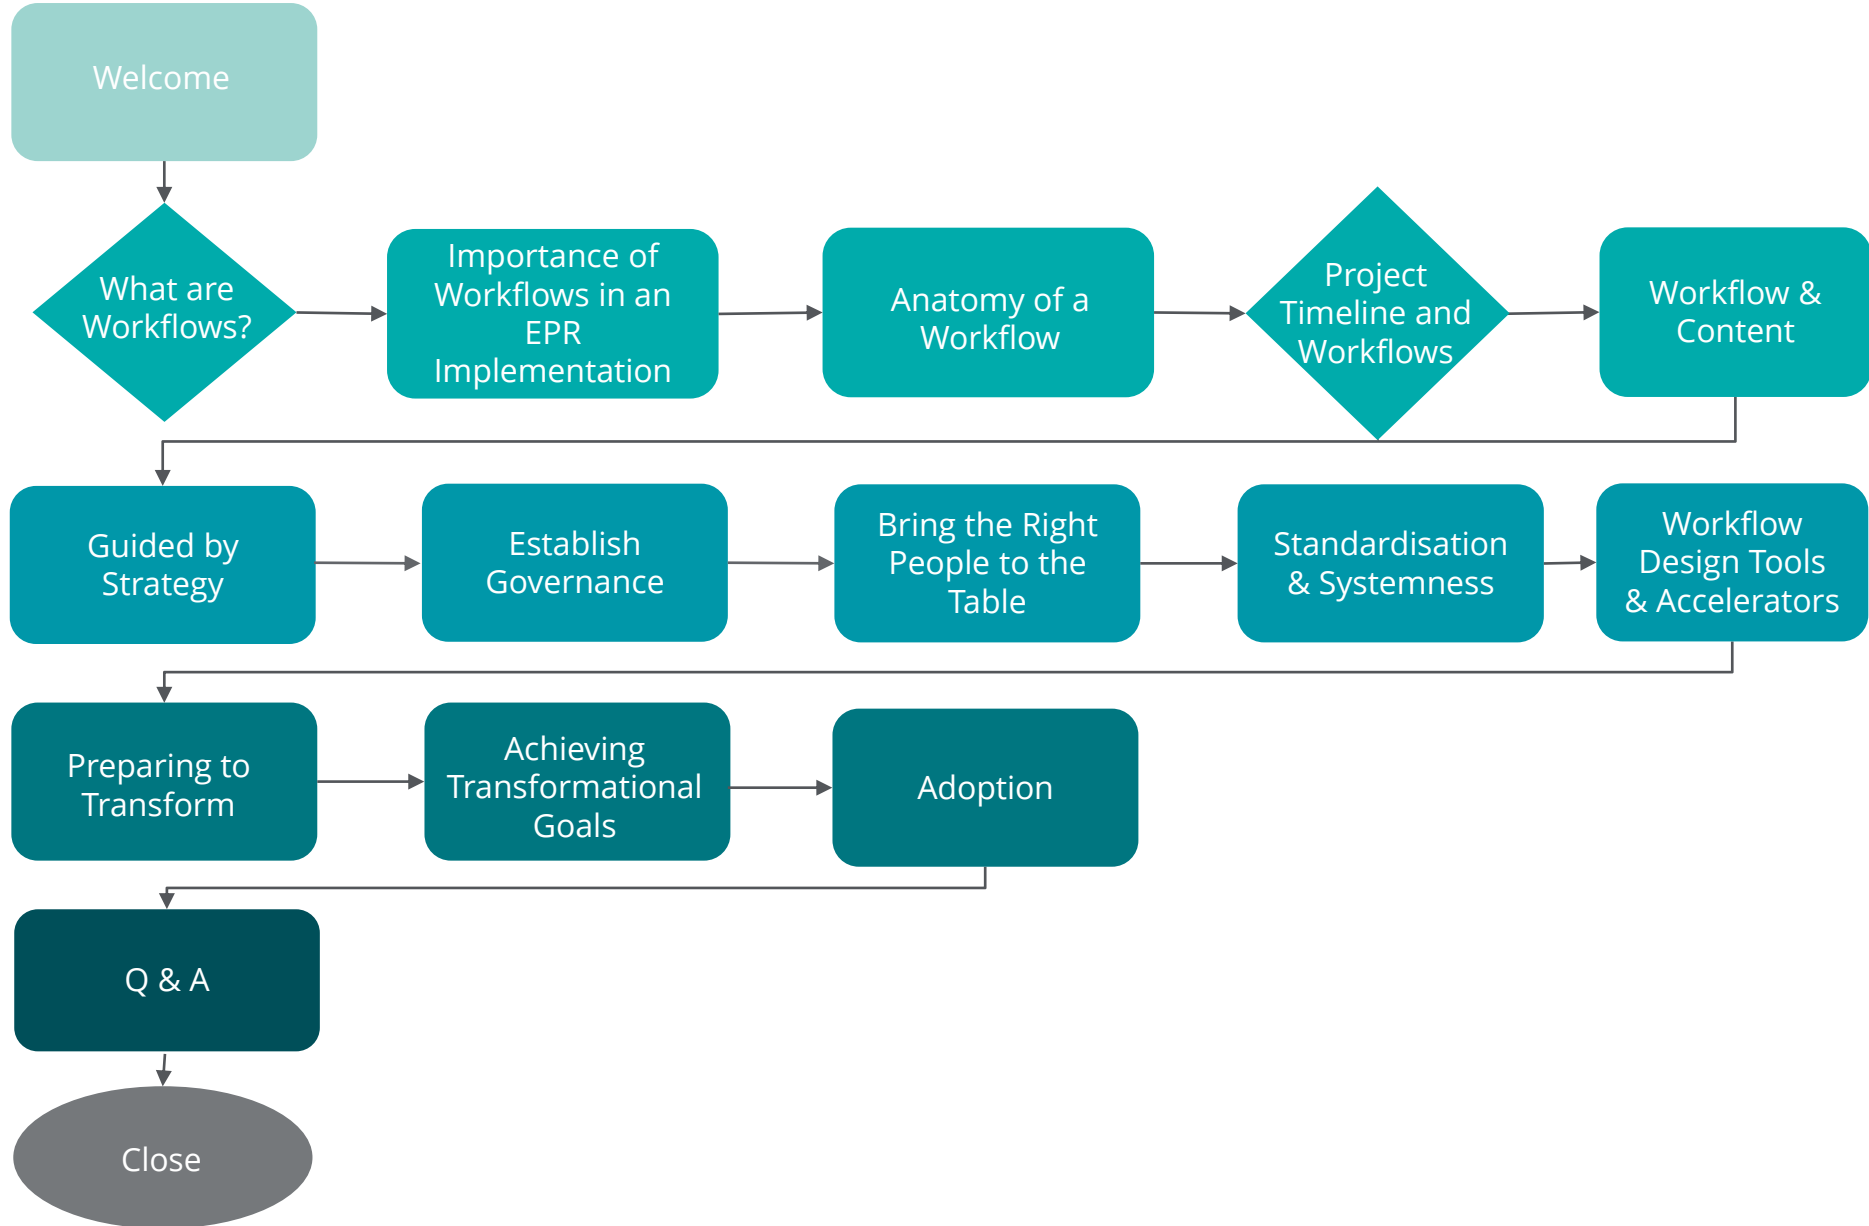 Welcome
What are
Workflows?
Importance of
Workflows in an
EPR
Implementation
Anatomy of a
Workflow
Project
Timeline and
Workflows
Workflow &
Content
Guided by
Strategy
Establish
Governance
Bring the Right
People to the
Table
Standardisation
& Systemness
Workflow
Design Tools
& Accelerators
Preparing to
Transform
Achieving
Transformational
Goals
Adoption
Q & A
Close